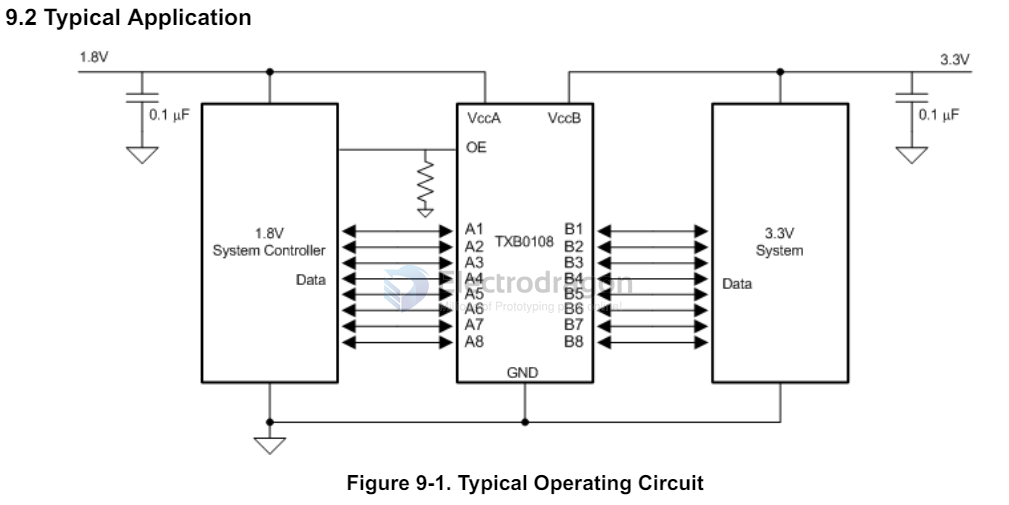 9.2 Typical Application
1.8V
3.3V
0.1 µF
0.1 µF
VccA
VccB
OE
1.8V
System Controller
Data
TXB0108
A1
A2
A3
A4
A5
A6
A7
A8
B1
B2
B3
B4
B5
B6
B7
B8
3.3V
System
Data
Electrodragon
of Prototyping
GND
Figure 9-1. Typical Operating Circuit